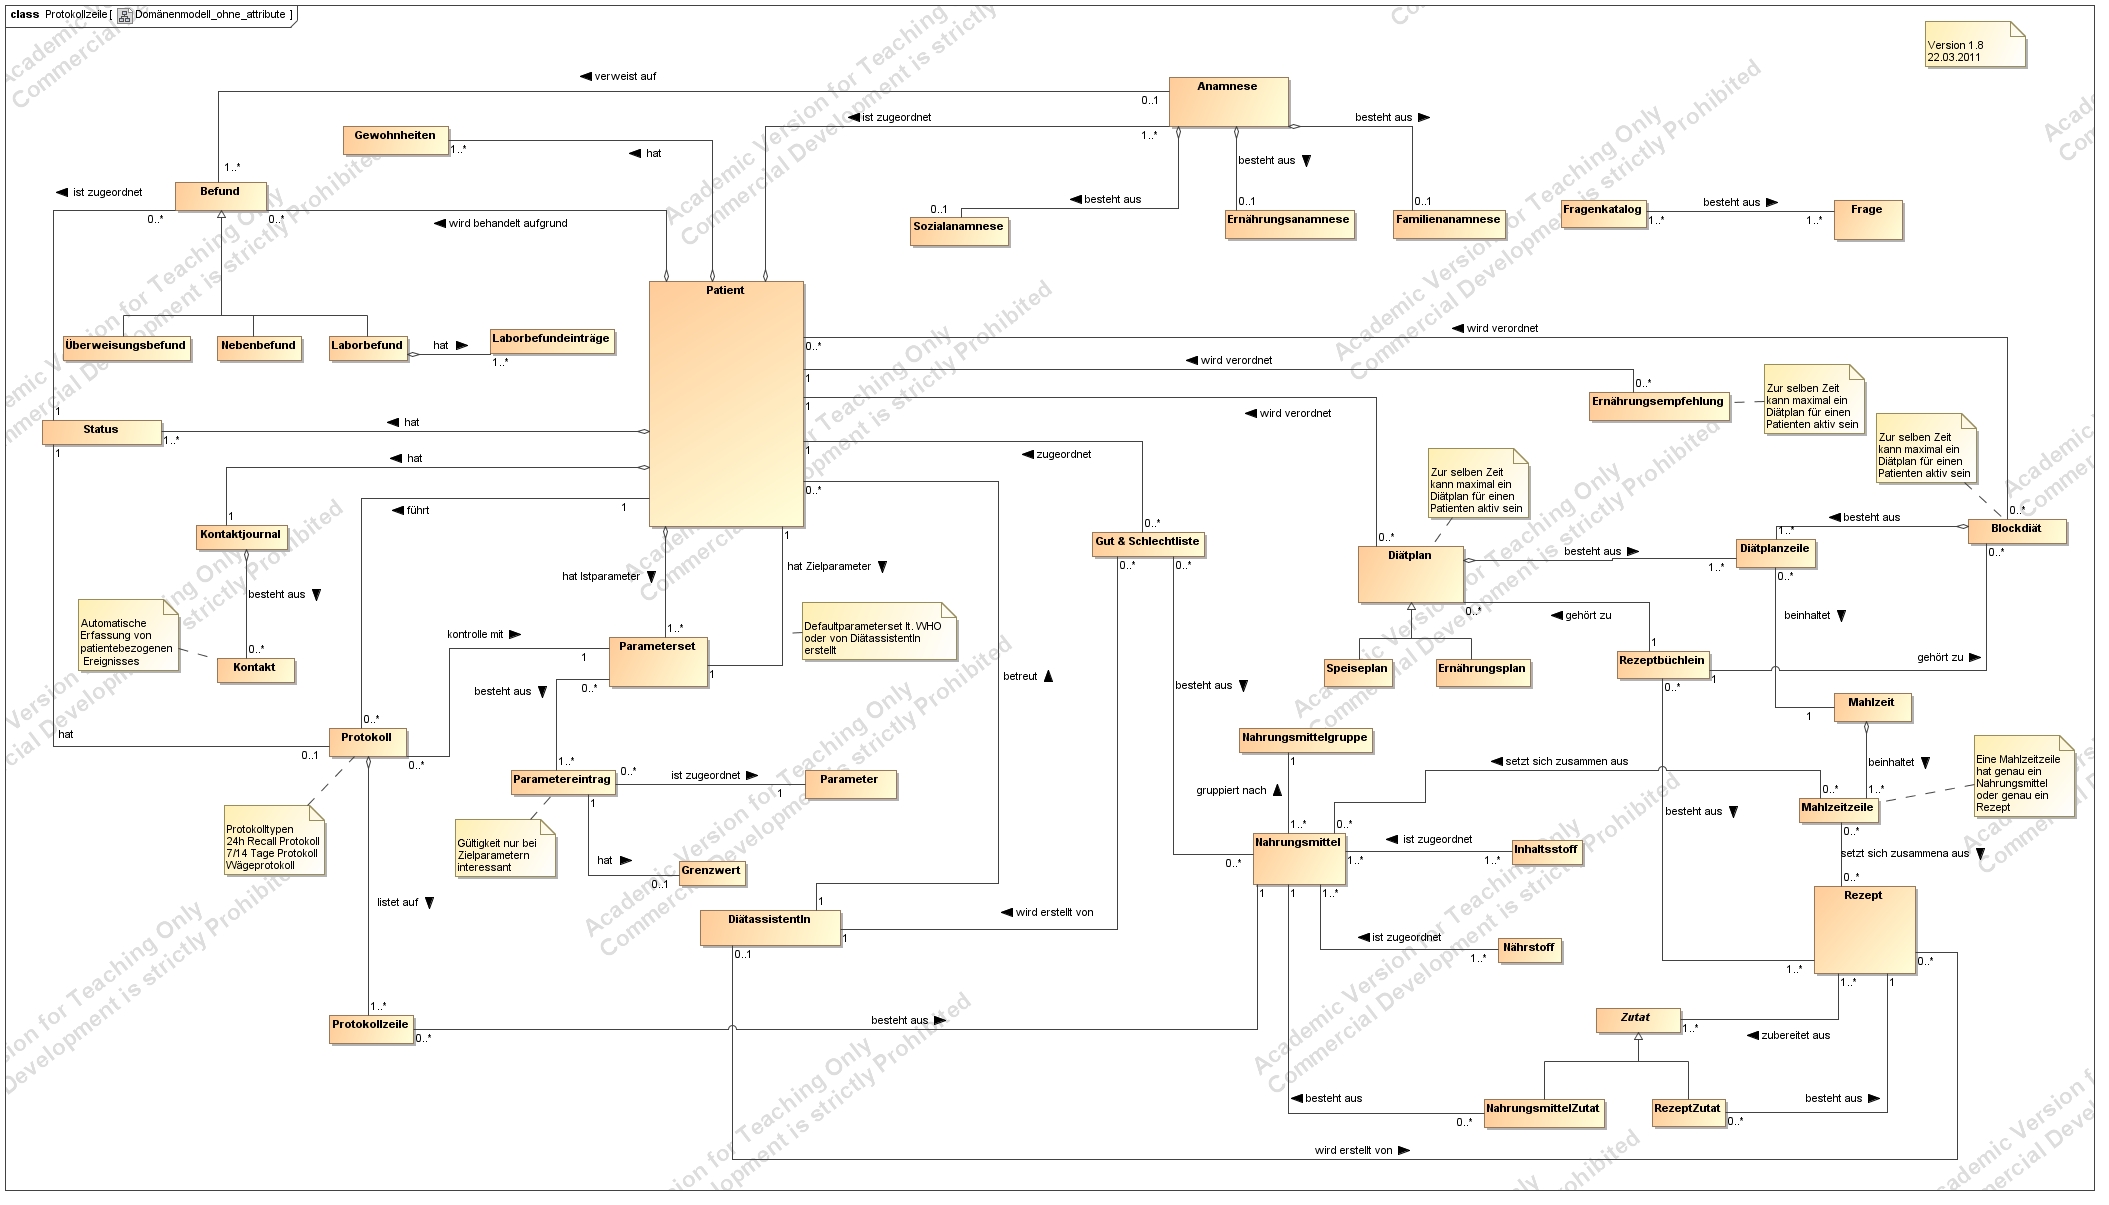 class Protokollzeile [ Domänenmodell_ohne_attribute ]
Version 1.8
22.03.2011
verweist auf
Anamnese
0..1
ist zugeordnet
1..*
besteht aus
Gewohnheiten
1..*
hat
besteht aus
1..*
ist zugeordnet
Befund
0..*
0..*
wird behandelt aufgrund
besteht aus
0..1
Sozialanamnese
0..1
Ernährungsanamnese
0..1
Familienanamnese
Fragenkatalog
1..*
besteht aus
1..*
Frage
Patient
Überweisungsbefund
Nebenbefund
Laborbefund
hat
Laborbefundeinträge
1..*
wird verordnet
0..*
wird verordnet
1
0..*
Ernährungsempfehlung
Zur selben Zeit
kann maximal ein
Diätplan für einen
Patienten aktiv sein
1
wird verordnet
1
Status
1..*
hat
1
Zur selben Zeit
kann maximal ein
Diätplan für einen
Patienten aktiv sein
zugeordnet
1
hat
Zur selben Zeit
kann maximal ein
Diätplan für einen
Patienten aktiv sein
0..*
führt
1
1
Kontaktjournal
1
0..*
Gut & Schlechtliste
0..*
0..*
0..*
Diätplan
besteht aus
1..*
besteht aus
1..*
Diätplanzeile
0..*
0..*
Blockdiät
0..*
hat Istparameter
hat Zielparameter
besteht aus
Automatische
Erfassung von
patientebezogenen
Ereignisses
0..*
Kontakt
kontrolle mit
1..*
Parameterset
1
1
0..*
Defaultparameterset lt. WHO
oder von DiätassistentIn
erstellt
0..*
gehört zu
1
beinhaltet
Speiseplan
Ernährungsplan
Rezeptbüchlein
1
0..*
gehört zu
besteht aus
betreut
besteht aus
Mahlzeit
1
0..*
Protokoll
0..*
hat
0..1
Nahrungsmittelgruppe
1
setzt sich zusammen aus
beinhaltet
Eine Mahlzeitzeile
hat genau ein
Nahrungsmittel
oder genau ein
Rezept
1..*
Parametereintrag
0..*
1
ist zugeordnet
1
Parameter
gruppiert nach
0..*
1..*
Mahlzeitzeile
0..*
besteht aus
Protokolltypen
24h Recall Protokoll
7/14 Tage Protokoll
Wägeprotokoll
Gültigkeit nur bei
Zielparametern
interessant
1..*
0..*
Nahrungsmittel
0..*
1..*
ist zugeordnet
1..*
Inhaltsstoff
setzt sich zusammena aus
hat
0..1
Grenzwert
0..*
Rezept
1
1
1..*
listet auf
1
DiätassistentIn
1
0..1
wird erstellt von
ist zugeordnet
1..*
Nährstoff
1..*
0..*
1..*
1
1..*
Protokollzeile
0..*
besteht aus
Zutat
1..*
zubereitet aus
besteht aus
NahrungsmittelZutat
0..*
RezeptZutat
0..*
besteht aus
wird erstellt von
Academic Version for Teaching Only
Commercial Development is strictly Prohibited